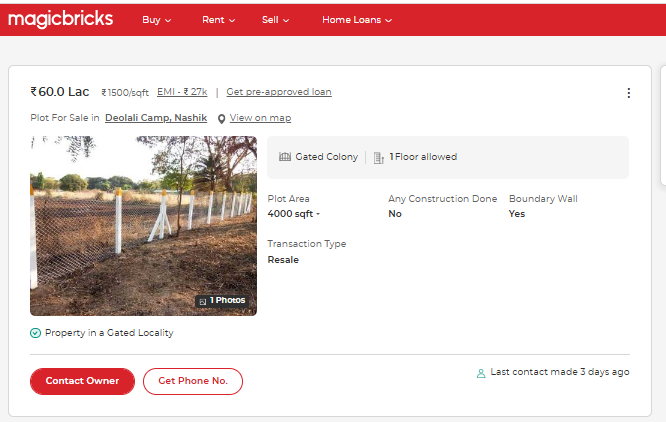 magicbricks Buy Rent Sell Home Loans
₹60.0 Lac ₹1500/sqft EMI - ₹ 27k | Get pre-approved loan
Plot For Sale in Deolali Camp, Nashik View on map
Gated Colony 1 Floor allowed
Plot Area Any Construction Done Boundary Wall
4000 sqft No Yes
Transaction Type
Resale
1 Photos
Property in a Gated Locality
Contact Owner Get Phone No. Last contact made 3 days ago